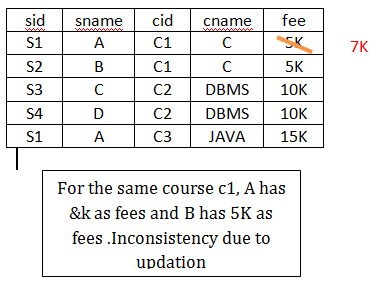 sid sname cid cname fee
S1 A C1 C 5K 7K
S2 B C1 C 5K
S3 C C2 DBMS 10K
S4 D C2 DBMS 10K
S1 A C3 JAVA 15K
For the same course c1, A has
&k as fees and B has 5K as
fees .Inconsistency due to
updation